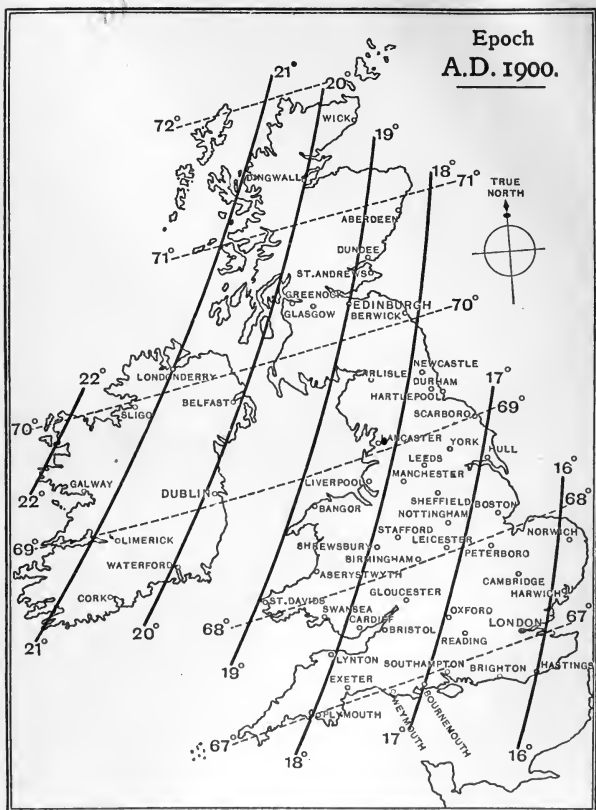 Epoch
A.D. 1900.
21°
20°
72°
WICK
19°
18°
DINGWALL
71°
TRUE
NORTH
ABERDEEN
DUNDEE
71°
ST. ANDREWS
GREENOCK
EDINBURGH
70°
GLASGOW
BERWICK
NEWCASTLE
CARLISLE
LONDONDERRY
DURHAM
22°
17°
HARTLEPOOL
BELFAST
69°
SCARBORO
SLIGO
70°
LANCASTER
YORK
HULL
LEEDS
16°
MANCHESTER
GALWAY
LIVERPOOL
22°
DUBLIN
SHEFFIELD
68°
BOSTON
BANGOR
NOTTINGHAM
NORWICH
STAFFORD
LIMERICK
69°
SHREWSBURY
LEICESTER
PETERBORO
BIRMINGHAM
WATERFORD
ASERYSTWYTH
CAMBRIDGE
HARWICH
CORK
GLOUCESTER
ST. DAVIDS
SWANSEA
OXFORD
67°
LONDON
CARDIFF
20°
68°
BRISTOL
21°
READING
LYNTON
19°
SOUTHAMPTON
BRIGHTON
HASTINGS
EXETER
BOURNEMOUTH
WEYMOUTH
PLYMOUTH
67°
17°
16°
18°